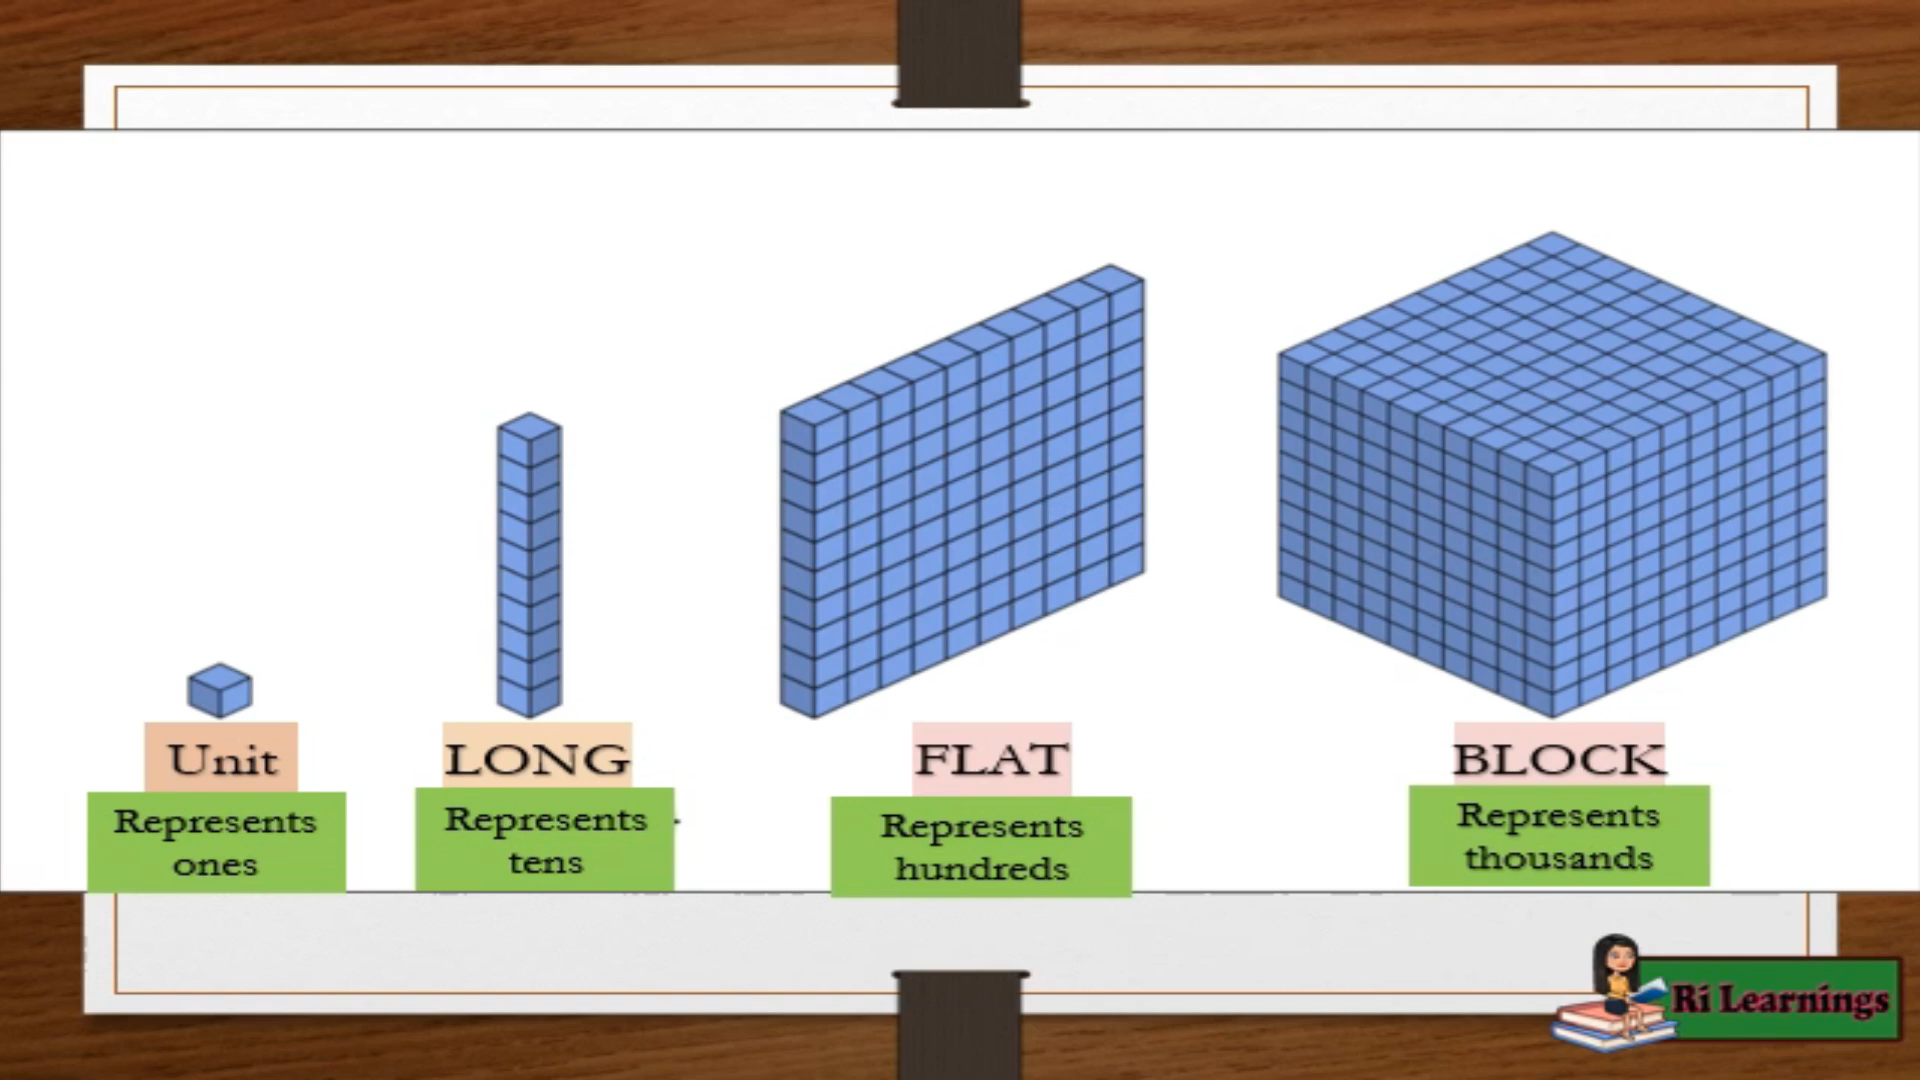 Unit
Represents
ones
LONG
Represents
tens
FLAT
Represents
hundreds
BLOCK
Represents
thousands
Ri Learnings